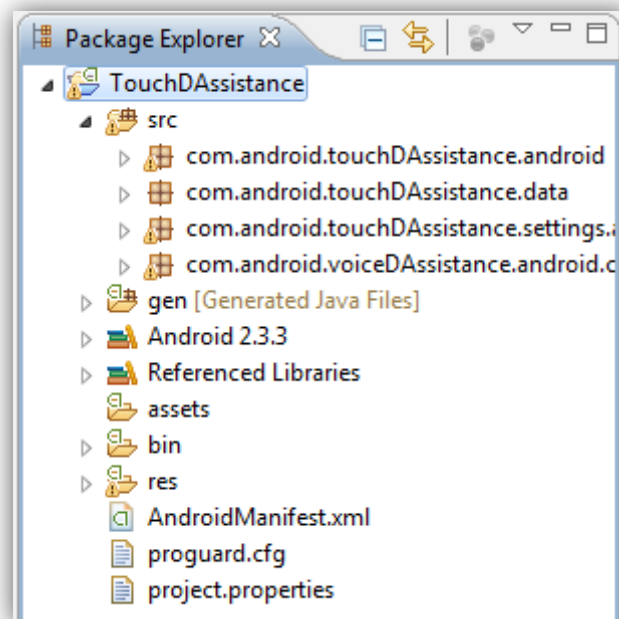 Package Explorer
TouchDAssistance
src
com.android.touchDAssistance.android
com.android.touchDAssistance.data
com.android.touchDAssistance.settings.
com.android.voiceDAssistance.android.c
gen [Generated Java Files]
Android 2.3.3
Referenced Libraries
assets
bin
res
AndroidManifest.xml
proguard.cfg
project.properties